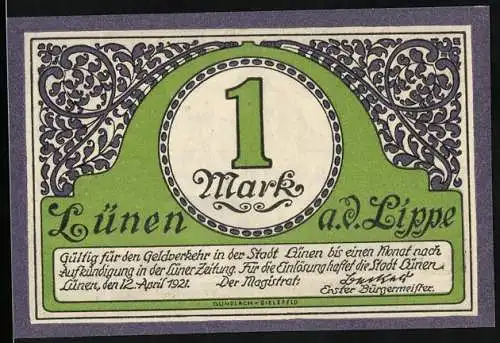 1
Mark
Lünen a.d. Lippe
Gültig für den Geldverkehr in der Stadt Lünen bis einen Monat nach
Aufkündigung in der Lüner Zeitung. Für die Einlösung haftet die Stadt Lünen.
Lünen, den 12. April 1921. Der Magistrat:
Erster Bürgermeister.
GUNDLACH-BIELEFELD